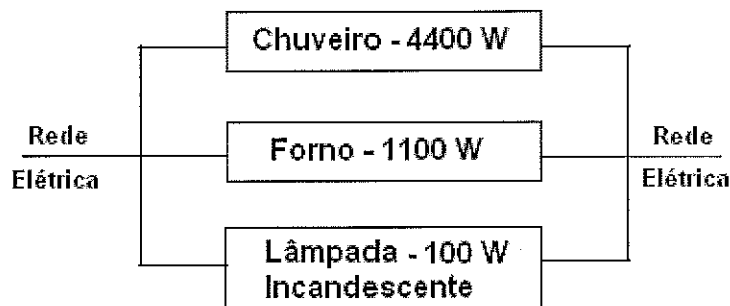 Chuveiro - 4400 W
Rede
Elétrica
Forno - 1100 W
Rede
Elétrica
Lâmpada - 100 W
Incandescente